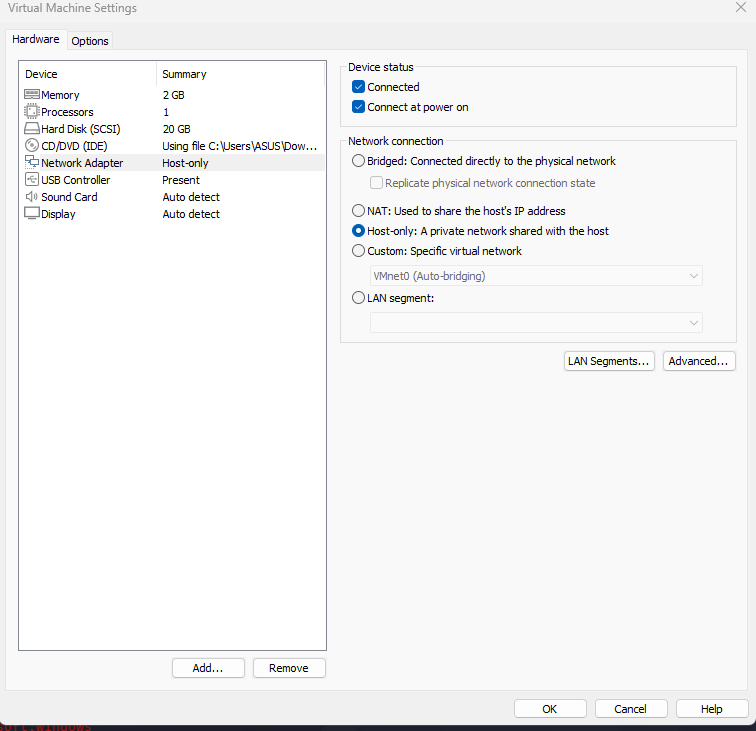 Virtual Machine Settings
Hardware Options
Device Summary
Memory 2 GB
Processors 1
Hard Disk (SCSI) 20 GB
CD/DVD (IDE) Using file C:\Users\ASUS\Dow...
Network Adapter Host-only
USB Controller Present
Sound Card Auto detect
Display Auto detect
Add...
Remove
Device status
Connected
Connect at power on
Network connection
Bridged: Connected directly to the physical network
Replicate physical network connection state
NAT: Used to share the host's IP address
Host-only: A private network shared with the host
Custom: Specific virtual network
VMnet0 (Auto-bridging)
LAN segment:
LAN Segments... Advanced...
OK Cancel Help